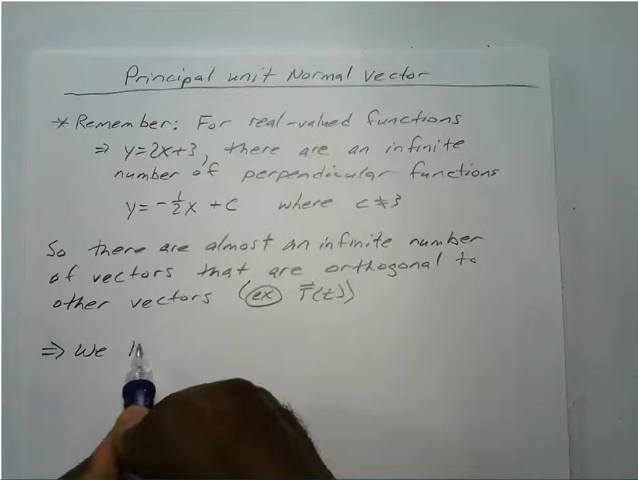 Principal unit Normal Vector
* Remember: For real-valued functions
⇒ y=2x+3, there are an infinite
number of perpendicular functions
y=-1/2x + c where c≠3
So there are almost an infinite number
of vectors that are orthogonal to
other vectors (ex T⃗(t))
⇒ We